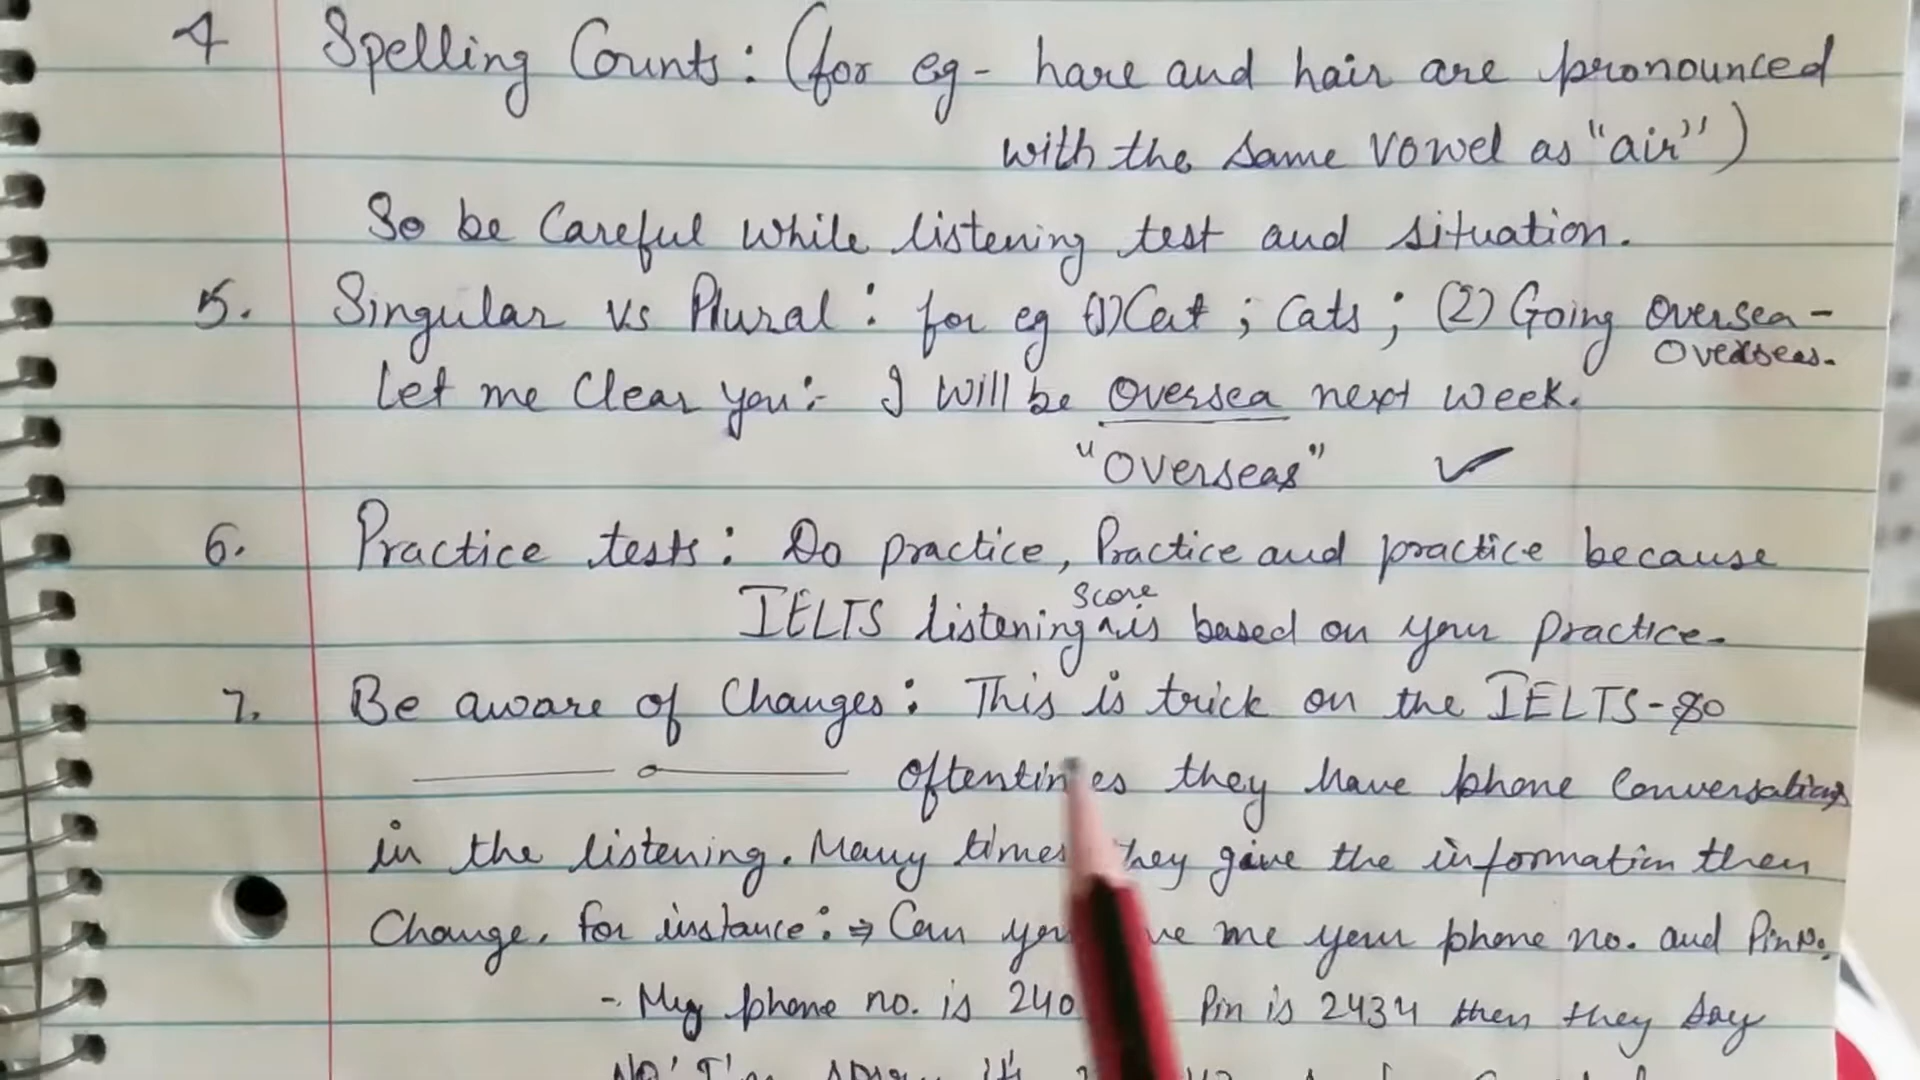 4 Spelling Counts: (for eg - hare and hair are pronounced
with the same vowel as "air")
So be Careful while listening test and situation.
5. Singular vs Plural: for eg (1) Cat ; Cats ; (2) Going Oversea -
Overseas.
Let me Clear you:- I will be Oversea next week.
"Overseas" ✓
6. Practice tests: Do practice, Practice and practice because
score
IELTS listening ^ is based on your practice.
7. Be aware of Changes: This is trick on the IELTS - So
oftentimes they have phone Conversations
in the listening. Many times they give the information then
Change. for instance: ⇒ Can me your phone no. and Pin No.
- My phone no. is 240 Pin is 2434 then they say
No!